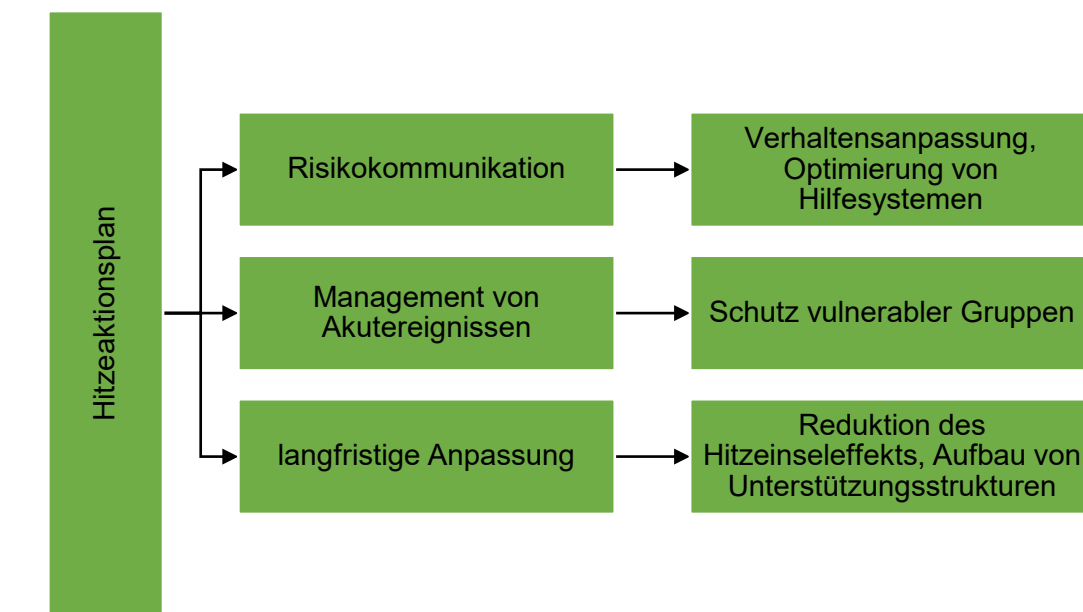 Hitzeaktionsplan
Risikokommunikation
Verhaltensanpassung,
Optimierung von
Hilfesystemen
Management von
Akutereignissen
Schutz vulnerabler Gruppen
langfristige Anpassung
Reduktion des
Hitzeinseleffekts, Aufbau von
Unterstützungsstrukturen